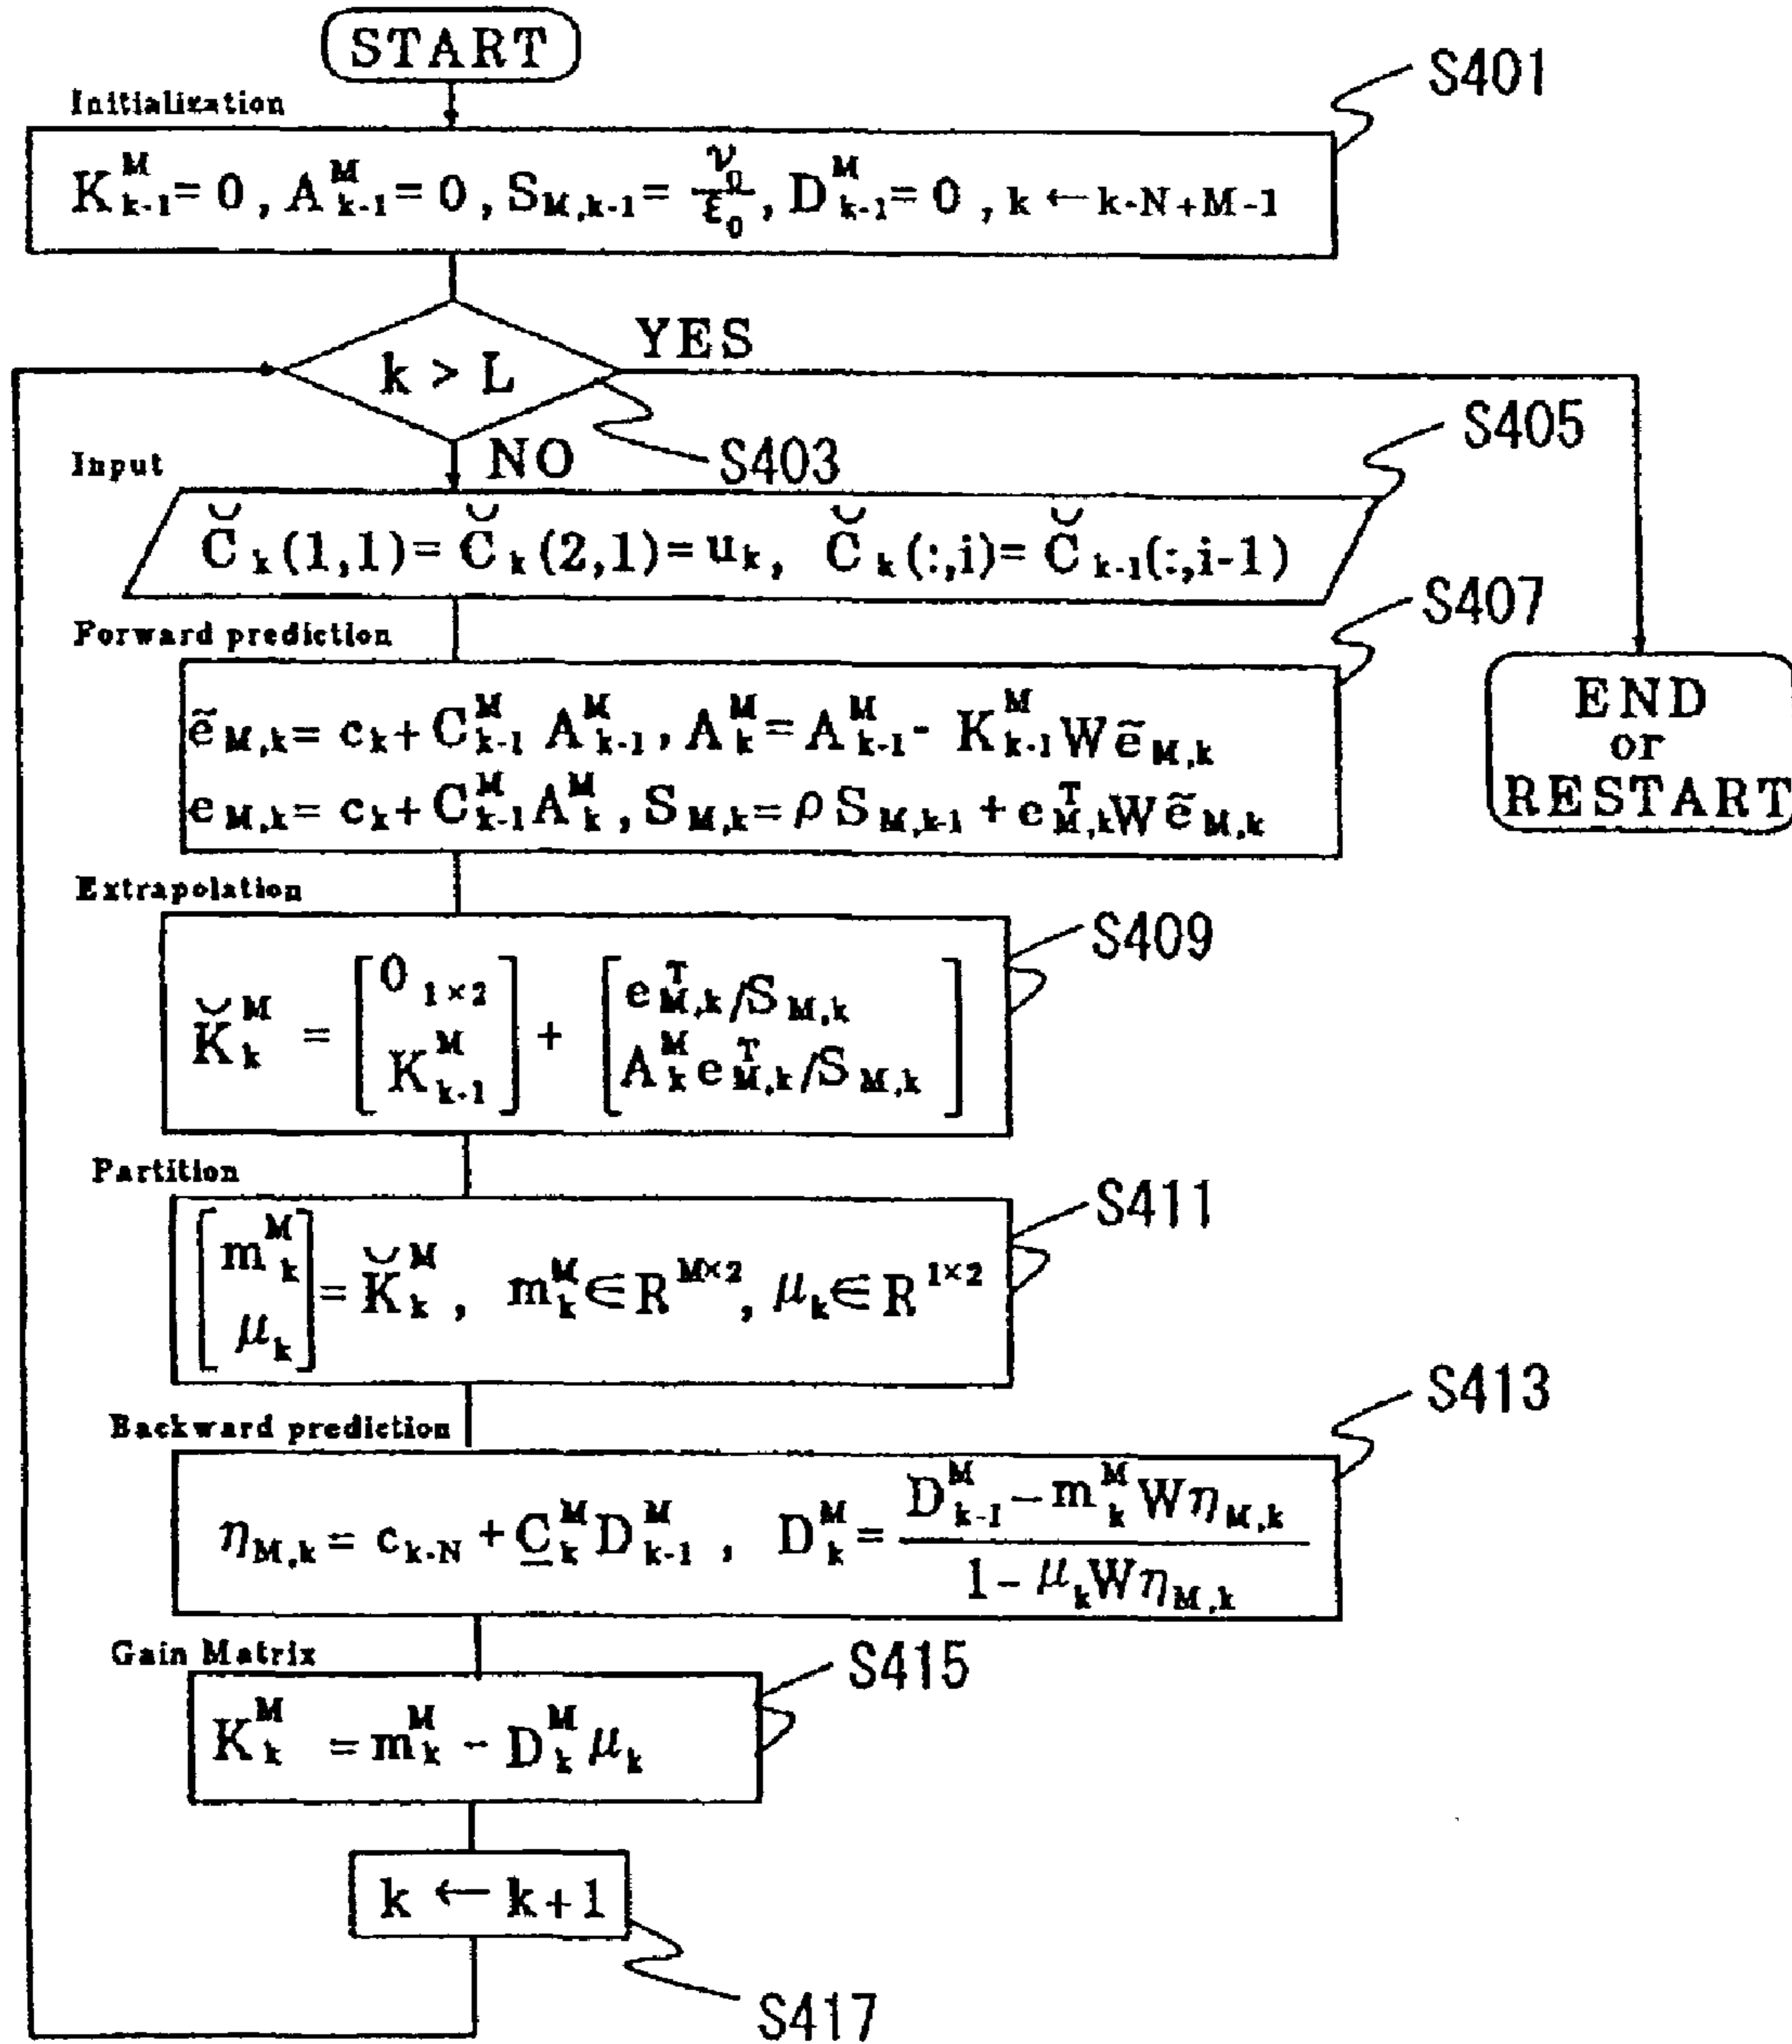 START
Initialization
S401
K^M_{k-1}=0, A^M_{k-1}=0, S_{M,k-1}=ν_0/ε_0, D^M_{k-1}=0, k ← k-N+M-1
k > L
YES
NO
S403
Input
S405
C̆_k(1,1)=C̆_k(2,1)=u_k, C̆_k(:,i)=C̆_{k-1}(:,i-1)
Forward prediction
S407
ẽ_{M,k}=c_k+C^M_{k-1}A^M_{k-1}, A^M_k=A^M_{k-1}-K^M_{k-1}Wẽ_{M,k}
e_{M,k}=c_k+C^M_{k-1}A^M_k, S_{M,k}=ρS_{M,k-1}+e^T_{M,k}Wẽ_{M,k}
END
or
RESTART
Extrapolation
S409
K̆^M_k = [0_{1×2} ; K^M_{k-1}] + [e^T_{M,k}/S_{M,k} ; A^M_k e^T_{M,k}/S_{M,k}]
Partition
S411
[m^M_k ; μ_k] = K̆^M_k, m^M_k∈R^{M×2}, μ_k∈R^{1×2}
Backward prediction
S413
η_{M,k}=c_{k-N}+C̲^M_k D^M_{k-1}, D^M_k=(D^M_{k-1}-m^M_k Wη_{M,k})/(1-μ_k Wη_{M,k})
Gain Matrix
S415
K^M_k = m^M_k - D^M_k μ_k
k ← k+1
S417